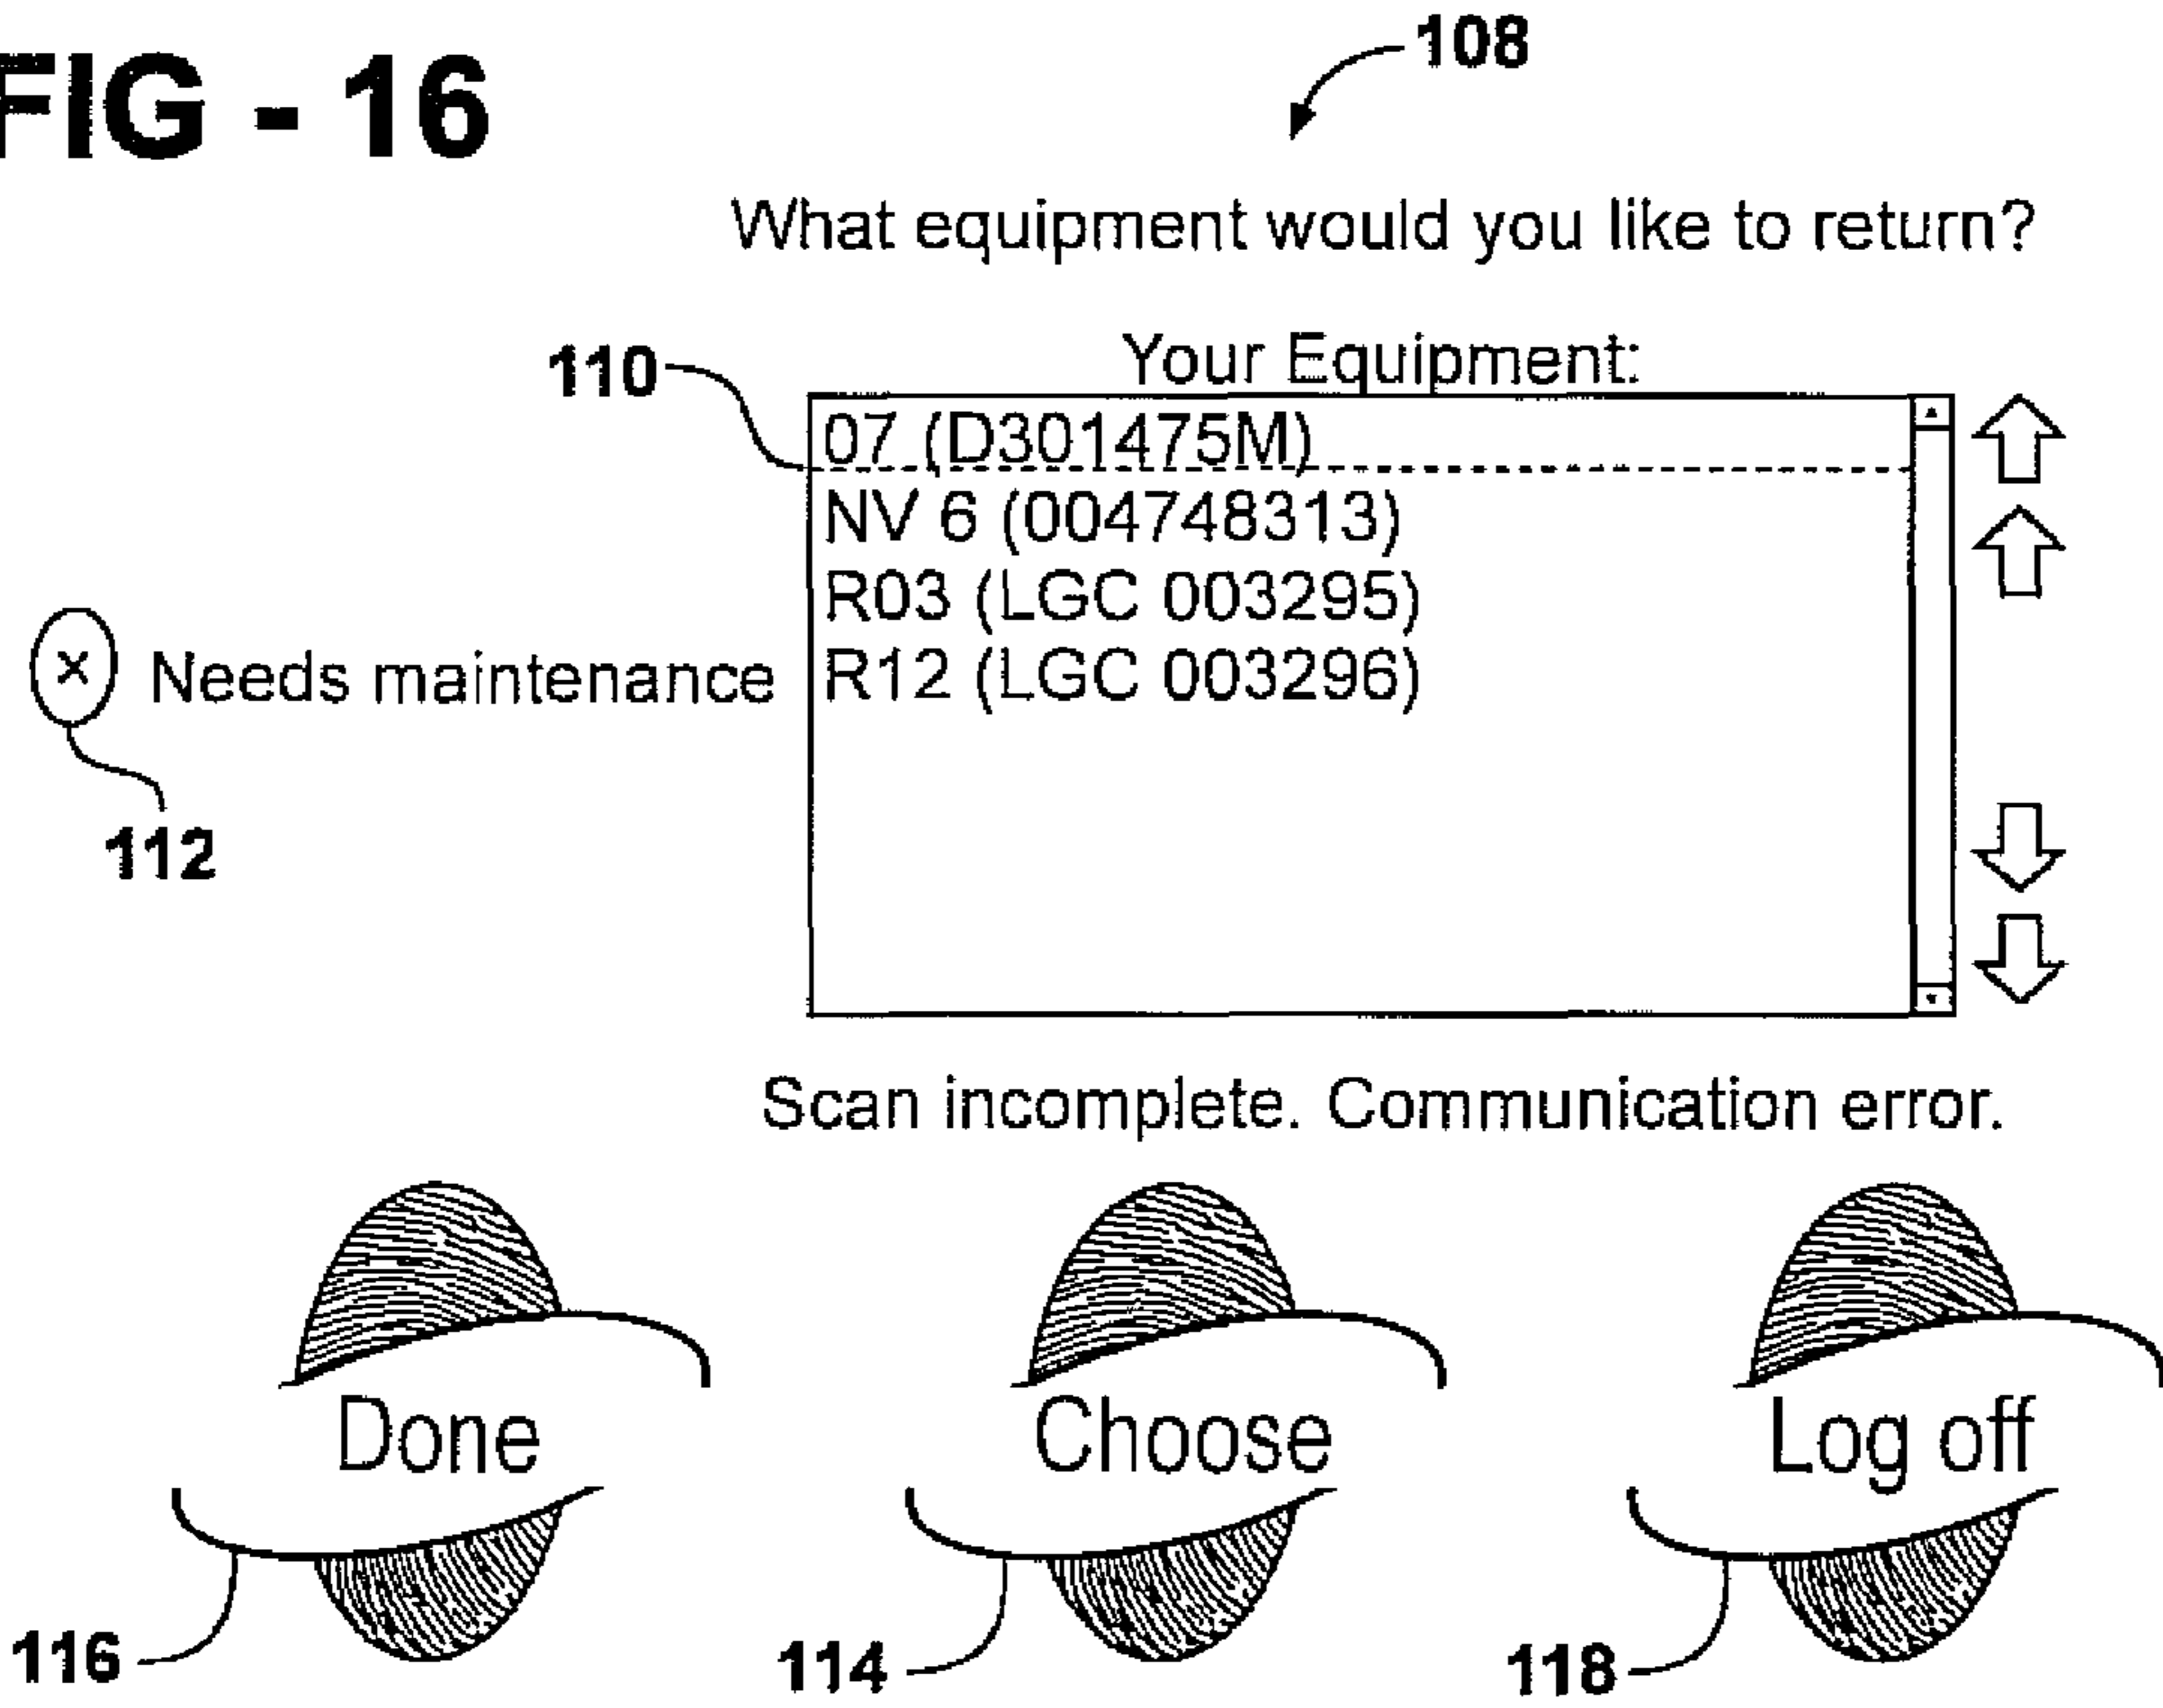 FIG - 16
108
What equipment would you like to return?
110
Your Equipment:
07 (D301475M)
NV 6 (004748313)
R03 (LGC 003295)
Needs maintenance
R12 (LGC 003296)
112
Scan incomplete. Communication error.
Done
Choose
Log off
116
114
118